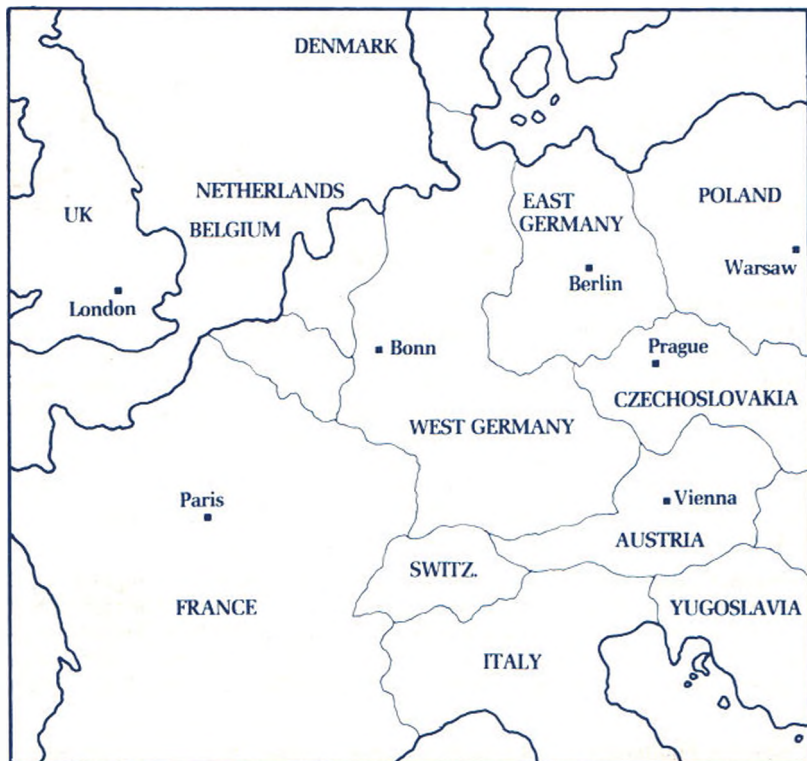 DENMARK
NETHERLANDS
BELGIUM
UK
London
EAST
GERMANY
Berlin
POLAND
Warsaw
Bonn
Prague
CZECHOSLOVAKIA
WEST GERMANY
Paris
Vienna
AUSTRIA
SWITZ.
FRANCE
YUGOSLAVIA
ITALY